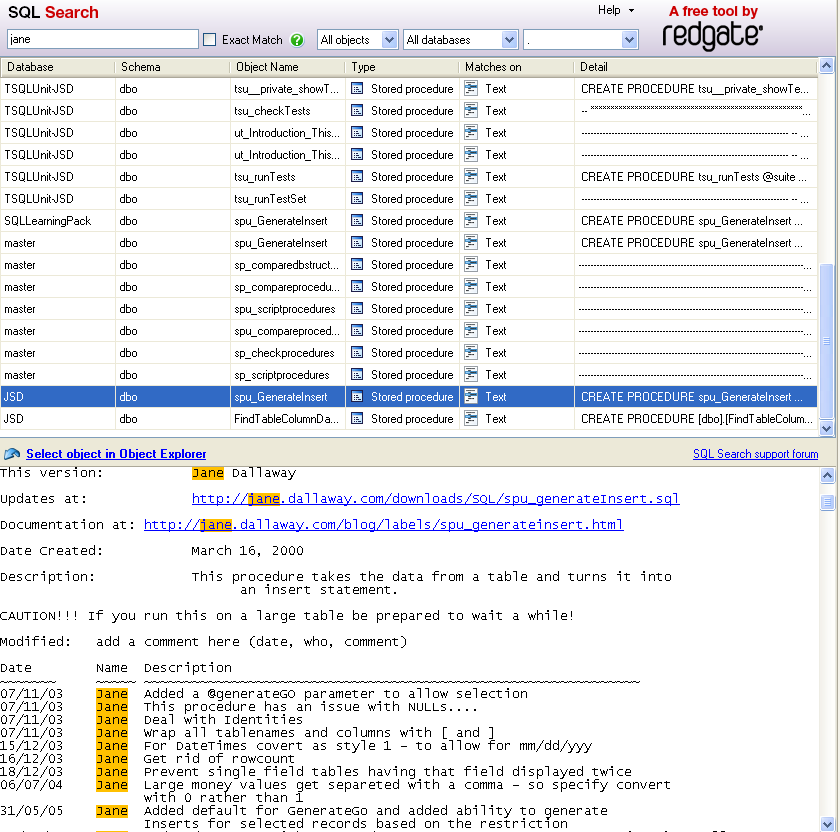 SQL Search
Help
A free tool by
redgate
jane
Exact Match
All objects
All databases
.
Database Schema Object Name Type Matches on Detail
TSQLUnit-JSD dbo tsu__private_showT... Stored procedure Text CREATE PROCEDURE tsu__private_showTe...
TSQLUnit-JSD dbo tsu_checkTests Stored procedure Text
TSQLUnit-JSD dbo ut_Introduction_This... Stored procedure Text
TSQLUnit-JSD dbo ut_Introduction_This... Stored procedure Text
TSQLUnit-JSD dbo tsu_runTests Stored procedure Text CREATE PROCEDURE tsu_runTests @suite ...
TSQLUnit-JSD dbo tsu_runTestSet Stored procedure Text
SQLLearningPack dbo spu_GenerateInsert Stored procedure Text CREATE PROCEDURE spu_GenerateInsert ...
master dbo spu_GenerateInsert Stored procedure Text CREATE PROCEDURE spu_GenerateInsert ...
master dbo sp_comparedbstruct... Stored procedure Text
master dbo sp_compareprocedu... Stored procedure Text
master dbo spu_scriptprocedures Stored procedure Text
master dbo spu_compareproced... Stored procedure Text
master dbo sp_checkprocedures Stored procedure Text
master dbo sp_scriptprocedures Stored procedure Text
JSD dbo spu_GenerateInsert Stored procedure Text CREATE PROCEDURE spu_GenerateInsert ...
JSD dbo FindTableColumnDa... Stored procedure Text CREATE PROCEDURE [dbo].[FindTableColum...
Select object in Object Explorer SQL Search support forum
This version: Jane Dallaway
Updates at: http://jane.dallaway.com/downloads/SQL/spu_generateInsert.sql
Documentation at: http://jane.dallaway.com/blog/labels/spu_generateinsert.html
Date Created: March 16, 2000
Description: This procedure takes the data from a table and turns it into
an insert statement.
CAUTION!!! If you run this on a large table be prepared to wait a while!
Modified: add a comment here (date, who, comment)
Date Name Description
~~~~~~~ ~~~~~ ~~~~~~~~~~~~~~~~~~~~~~~~~~~~~~~~~~~~~~~~~~~~~~~~~~~~~~~~~~~~~~
07/11/03 Jane Added a @generateGO parameter to allow selection
07/11/03 Jane This procedure has an issue with NULLs....
07/11/03 Jane Deal with Identities
07/11/03 Jane Wrap all tablenames and columns with [ and ]
15/12/03 Jane For DateTimes covert as style 1 - to allow for mm/dd/yyy
16/12/03 Jane Get rid of rowcount
18/12/03 Jane Prevent single field tables having that field displayed twice
06/07/04 Jane Large money values get separeted with a comma - so specify convert
with 0 rather than 1
31/05/05 Jane Added default for GenerateGo and added ability to generate
Inserts for selected records based on the restriction